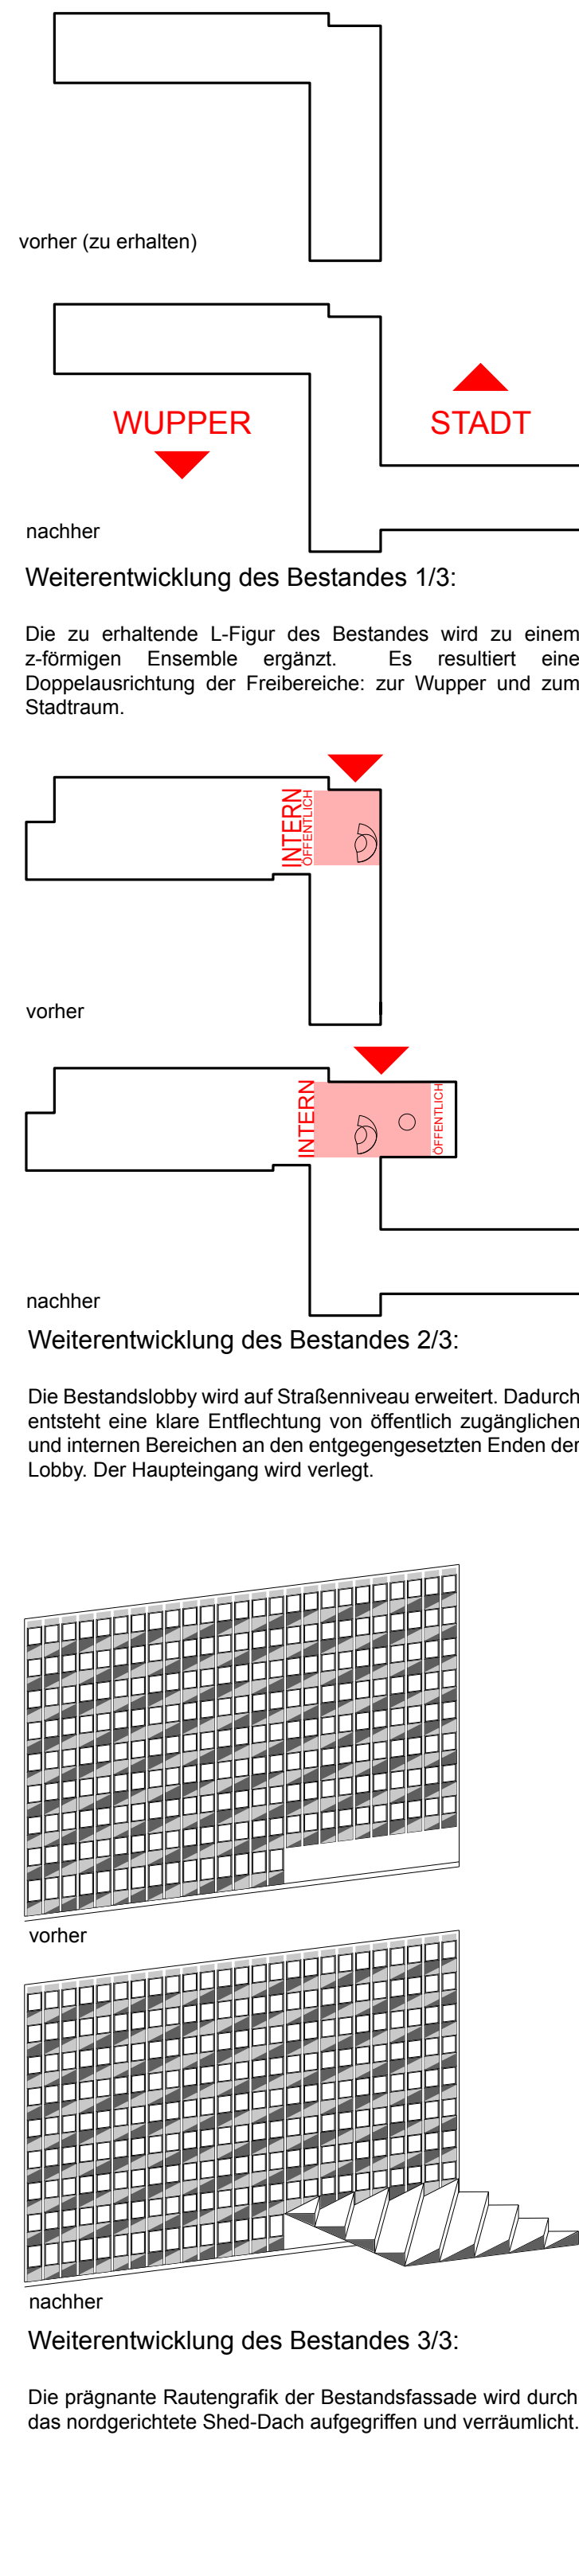 vorher (zu erhalten)
WUPPER
STADT
nachher
Weiterentwicklung des Bestandes 1/3:
Die zu erhaltende L-Figur des Bestandes wird zu einem
z-förmigen Ensemble ergänzt. Es resultiert eine
Doppelausrichtung der Freibereiche: zur Wupper und zum
Stadtraum.
INTERN
ÖFFENTLICH
vorher
INTERN
ÖFFENTLICH
nachher
Weiterentwicklung des Bestandes 2/3:
Die Bestandslobby wird auf Straßenniveau erweitert. Dadurch
entsteht eine klare Entflechtung von öffentlich zugänglichen
und internen Bereichen an den entgegengesetzten Enden der
Lobby. Der Haupteingang wird verlegt.
vorher
nachher
Weiterentwicklung des Bestandes 3/3:
Die prägnante Rautengrafik der Bestandsfassade wird durch
das nordgerichtete Shed-Dach aufgegriffen und verräumlicht.